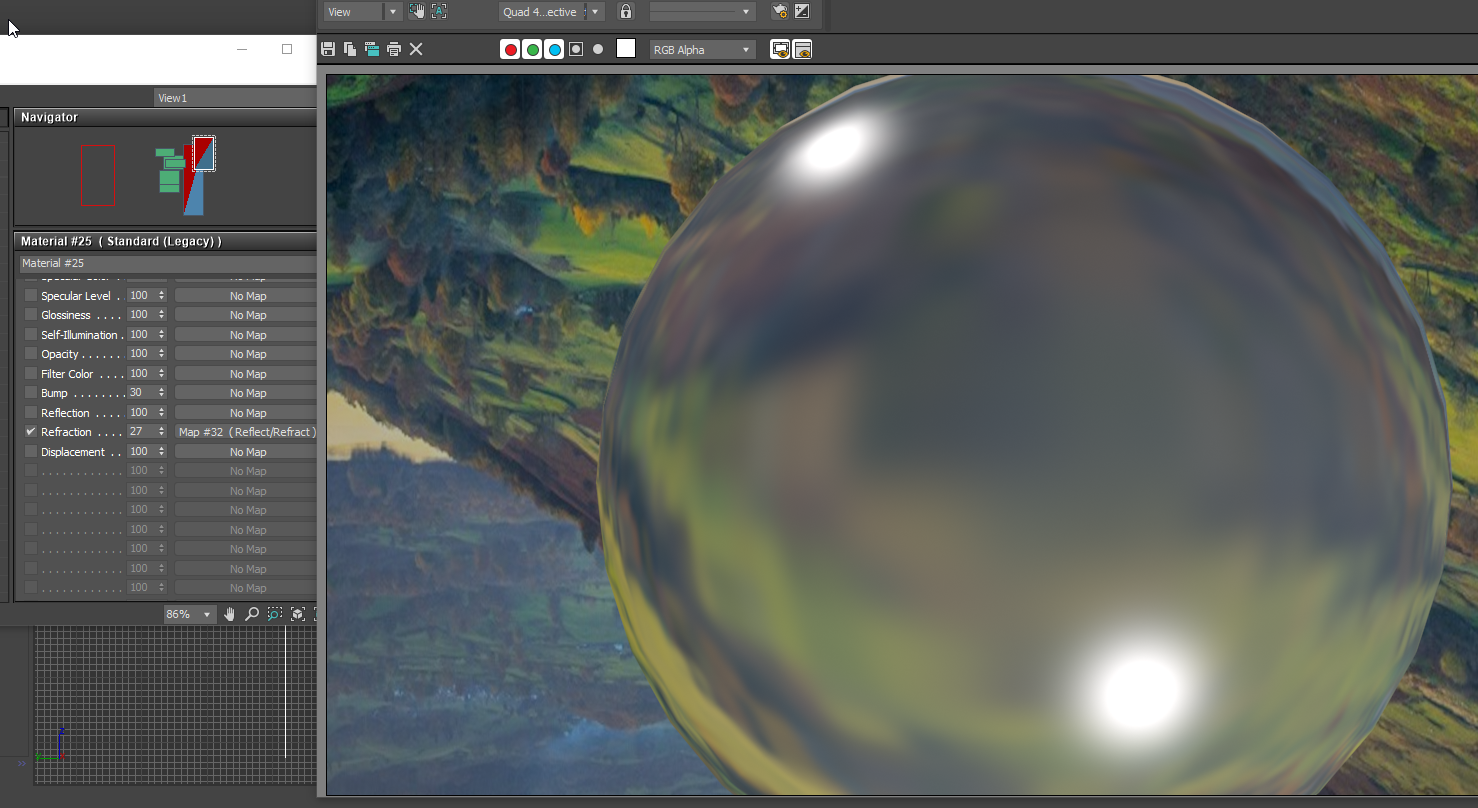 View
Quad 4...ective
RGB Alpha
View1
Navigator
Material #25 ( Standard (Legacy) )
Material #25
Specular Level . 100 No Map
Glossiness . . . . 100 No Map
Self-Illumination . 100 No Map
Opacity . . . . . . 100 No Map
Filter Color . . . . 100 No Map
Bump . . . . . . . . 30 No Map
Reflection . . . . 100 No Map
Refraction . . . . 27 Map #32 (Reflect/Refract)
Displacement . . 100 No Map
. . . . . . . . . . . . 100 No Map
. . . . . . . . . . . . 100 No Map
. . . . . . . . . . . . 100 No Map
. . . . . . . . . . . . 100 No Map
. . . . . . . . . . . . 100 No Map
. . . . . . . . . . . . 100 No Map
. . . . . . . . . . . . 100 No Map
86%